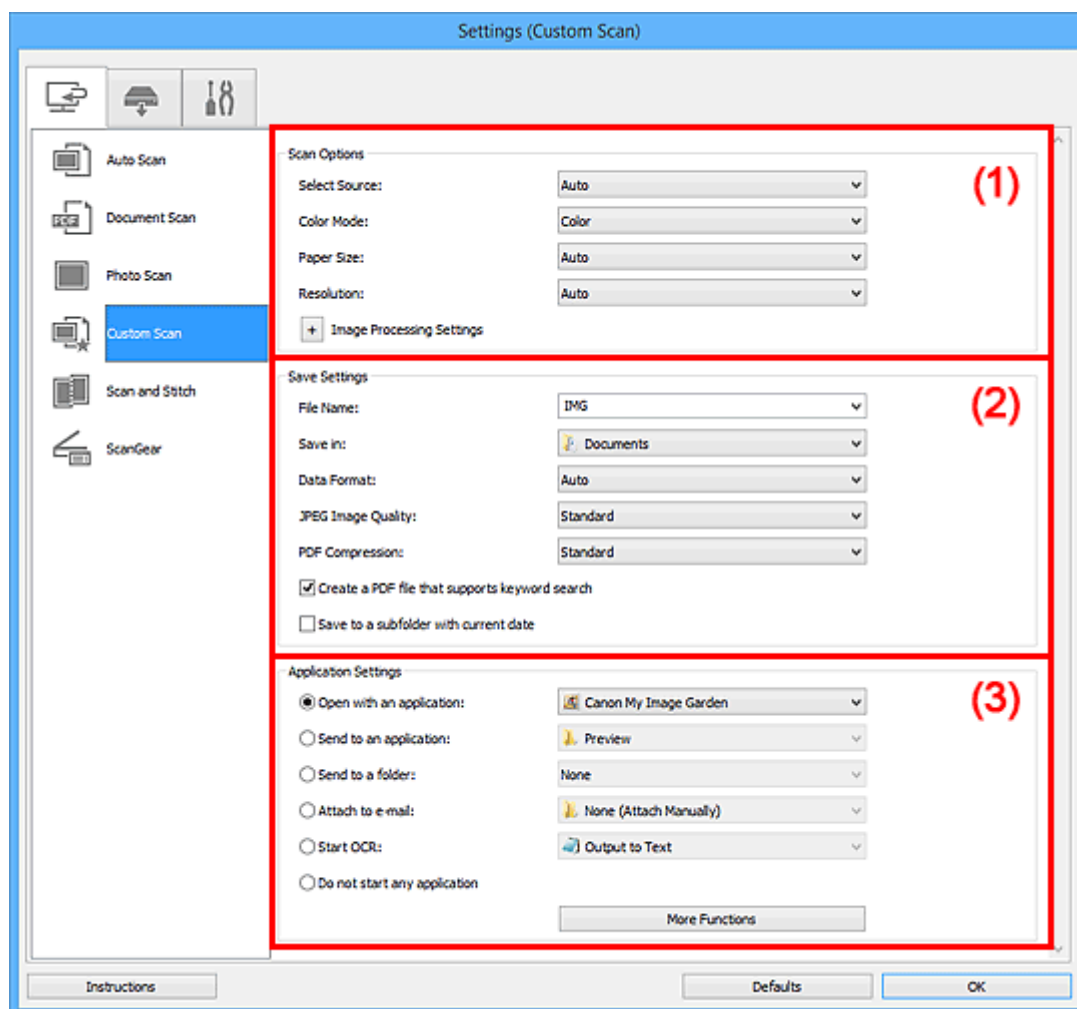 Settings (Custom Scan)
Auto Scan
PDF
Document Scan
Photo Scan
Custom Scan
Scan and Stitch
ScanGear
Scan Options
(1)
Select Source: Auto
Color Mode: Color
Paper Size: Auto
Resolution: Auto
+ Image Processing Settings
Save Settings
(2)
File Name: IMG
Save in: Documents
Data Format: Auto
JPEG Image Quality: Standard
PDF Compression: Standard
Create a PDF file that supports keyword search
Save to a subfolder with current date
Application Settings
(3)
Open with an application: Canon My Image Garden
Send to an application: Preview
Send to a folder: None
Attach to e-mail: None (Attach Manually)
Start OCR: Output to Text
Do not start any application
More Functions
Instructions Defaults OK